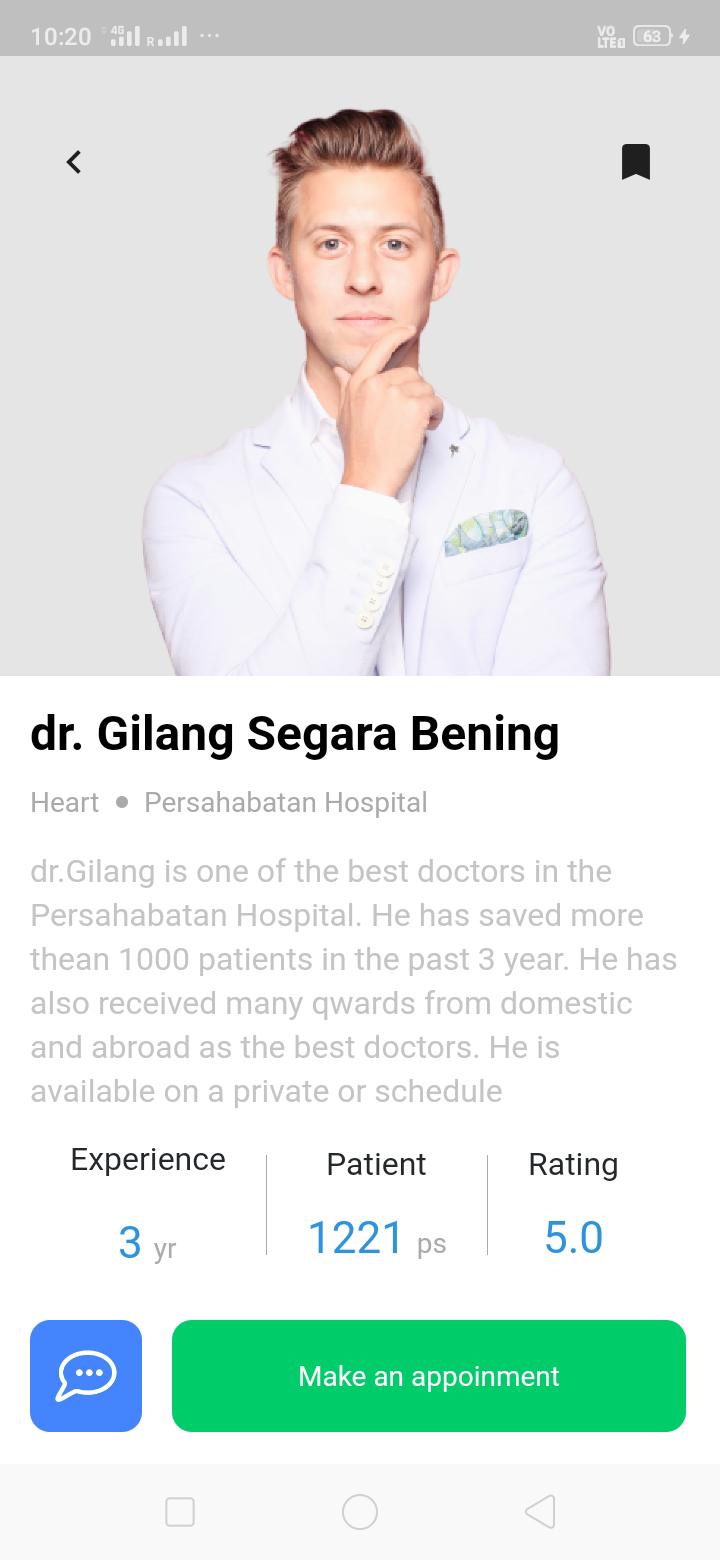 10:20 4G R ... VO LTE 63
dr. Gilang Segara Bening
Heart ● Persahabatan Hospital
dr.Gilang is one of the best doctors in the
Persahabatan Hospital. He has saved more
thean 1000 patients in the past 3 year. He has
also received many qwards from domestic
and abroad as the best doctors. He is
available on a private or schedule
Experience Patient Rating
3 yr 1221 ps 5.0
Make an appoinment